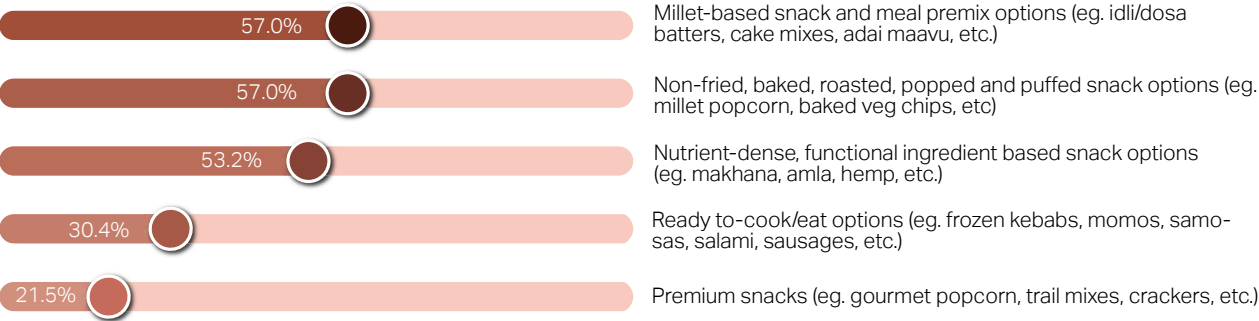 57.0%
Millet-based snack and meal premix options (eg. idli/dosa
batters, cake mixes, adai maavu, etc.)
57.0%
Non-fried, baked, roasted, popped and puffed snack options (eg.
millet popcorn, baked veg chips, etc)
53.2%
Nutrient-dense, functional ingredient based snack options
(eg. makhana, amla, hemp, etc.)
30.4%
Ready to-cook/eat options (eg. frozen kebabs, momos, samo-
sas, salami, sausages, etc.)
21.5%
Premium snacks (eg. gourmet popcorn, trail mixes, crackers, etc.)